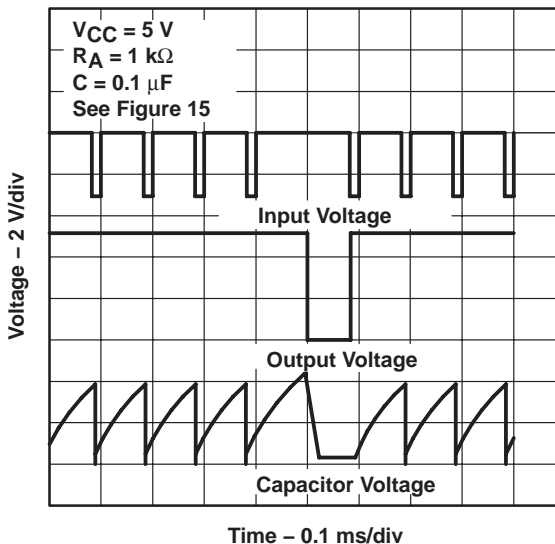 VCC = 5 V
RA = 1 kΩ
C = 0.1 μF
See Figure 15
Voltage – 2 V/div
Input Voltage
Output Voltage
Capacitor Voltage
Time – 0.1 ms/div